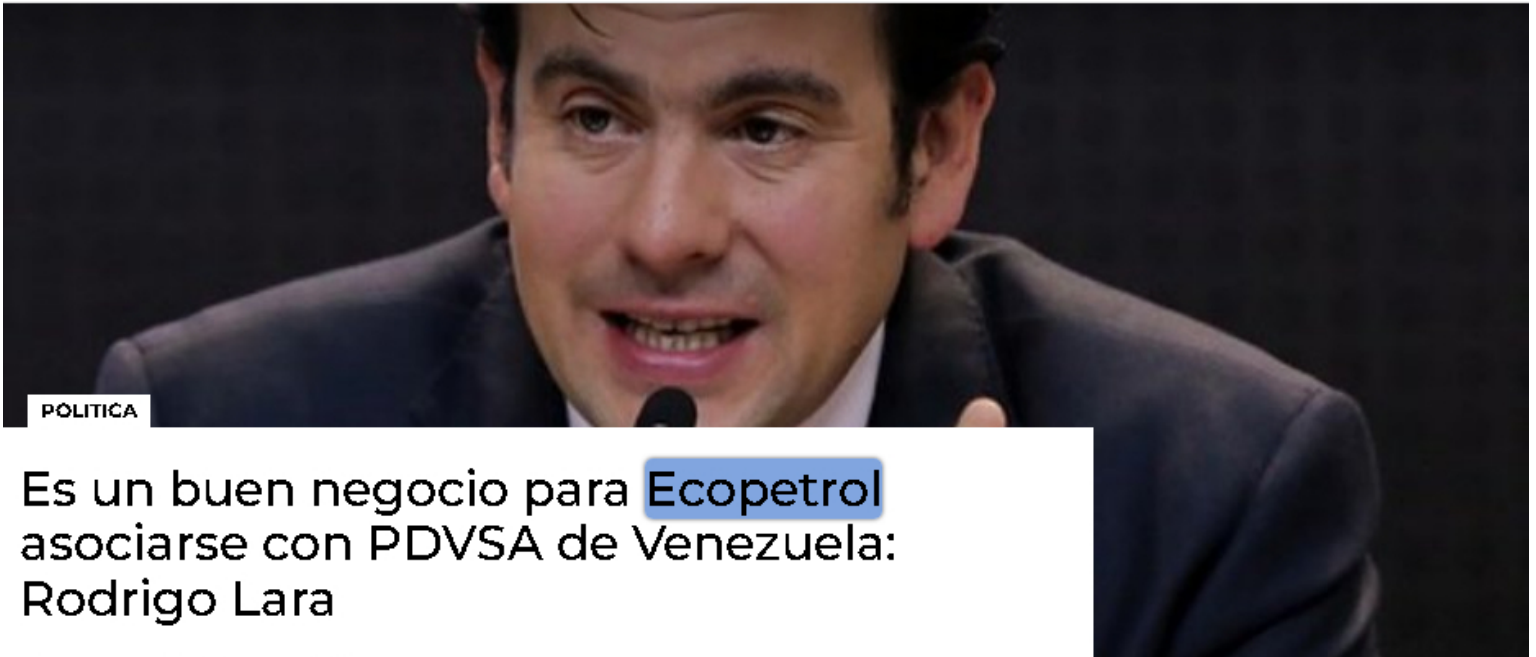 POLITICA
Es un buen negocio para Ecopetrol
asociarse con PDVSA de Venezuela:
Rodrigo Lara